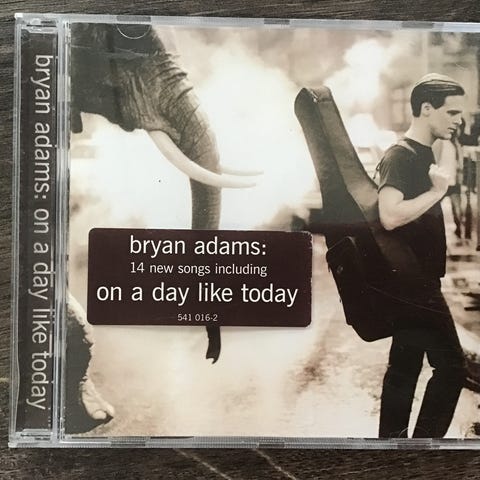 bryan adams: on a day like today
bryan adams:
14 new songs including
on a day like today
541 016-2